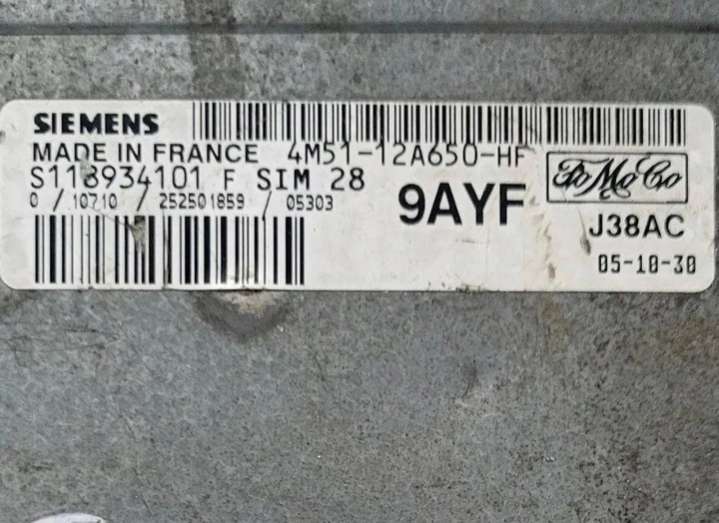 SIEMENS
MADE IN FRANCE 4M51-12A650-HF
S118934101 F SIM 28
0 / 10710 / 252501859 / 05303
9AYF
FoMoCo
J38AC
05-10-30